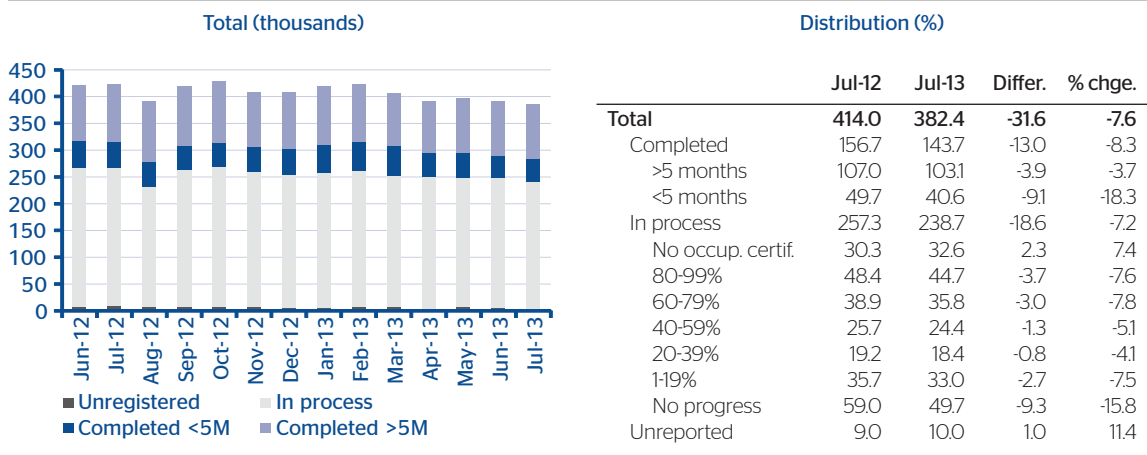 Total (thousands)
450
400
350
300
250
200
150
100
50
0
Jun-12
Jul-12
Aug-12
Sep-12
Oct-12
Nov-12
Dec-12
Jan-13
Feb-13
Mar-13
Apr-13
May-13
Jun-13
Jul-13
Unregistered In process
Completed <5M Completed >5M
Distribution (%)
Jul-12 Jul-13 Differ. % chge.
Total 414.0 382.4 -31.6 -7.6
Completed 156.7 143.7 -13.0 -8.3
>5 months 107.0 103.1 -3.9 -3.7
<5 months 49.7 40.6 -9.1 -18.3
In process 257.3 238.7 -18.6 -7.2
No occup. certif. 30.3 32.6 2.3 7.4
80-99% 48.4 44.7 -3.7 -7.6
60-79% 38.9 35.8 -3.0 -7.8
40-59% 25.7 24.4 -1.3 -5.1
20-39% 19.2 18.4 -0.8 -4.1
1-19% 35.7 33.0 -2.7 -7.5
No progress 59.0 49.7 -9.3 -15.8
Unreported 9.0 10.0 1.0 11.4